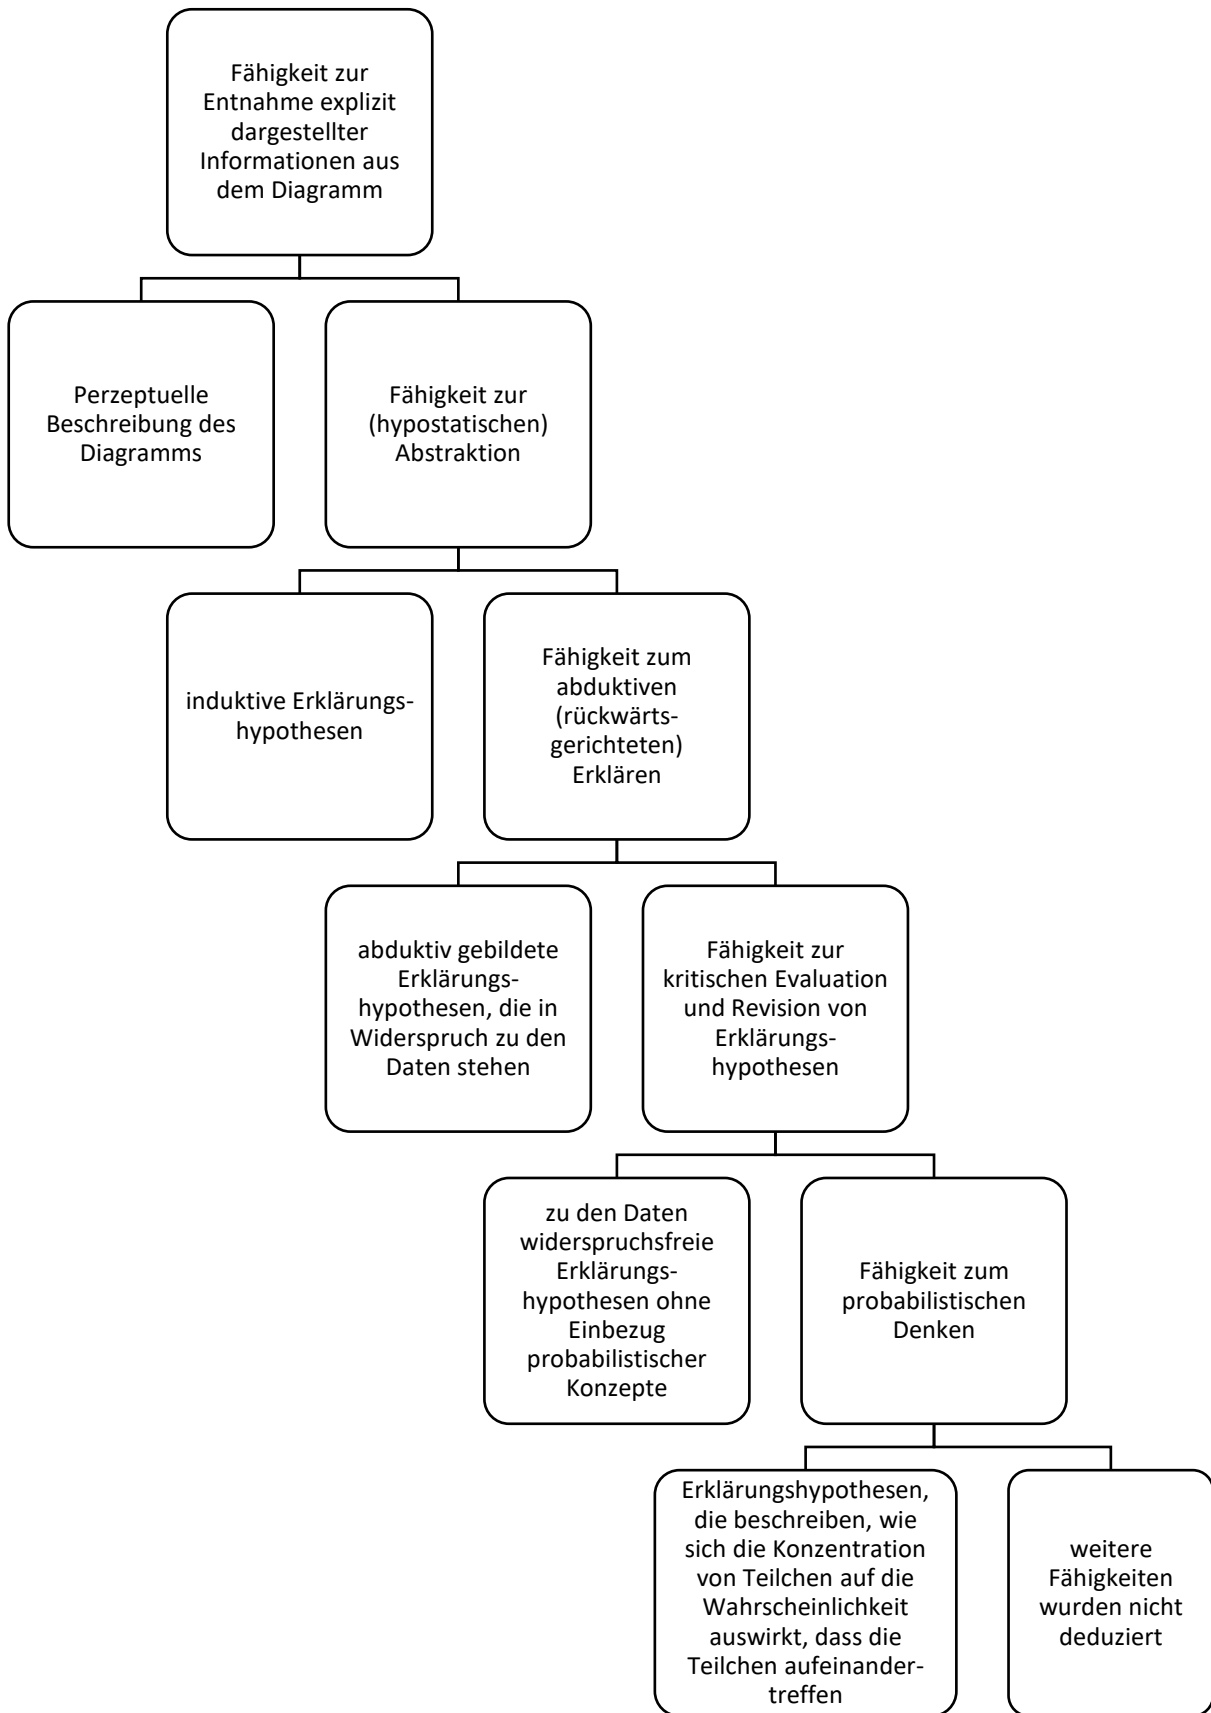 Fähigkeit zur
Entnahme explizit
dargestellter
Informationen aus
dem Diagramm
Perzeptuelle
Beschreibung des
Diagramms
Fähigkeit zur
(hypostatischen)
Abstraktion
induktive Erklärungs-
hypothesen
Fähigkeit zum
abduktiven
(rückwärts-
gerichteten)
Erklären
abduktiv gebildete
Erklärungs-
hypothesen, die in
Widerspruch zu den
Daten stehen
Fähigkeit zur
kritischen Evaluation
und Revision von
Erklärungs-
hypothesen
zu den Daten
widerspruchsfreie
Erklärungs-
hypothesen ohne
Einbezug
probabilistischer
Konzepte
Fähigkeit zum
probabilistischen
Denken
Erklärungshypothesen,
die beschreiben, wie
sich die Konzentration
von Teilchen auf die
Wahrscheinlichkeit
auswirkt, dass die
Teilchen aufeinander-
treffen
weitere
Fähigkeiten
wurden nicht
deduziert